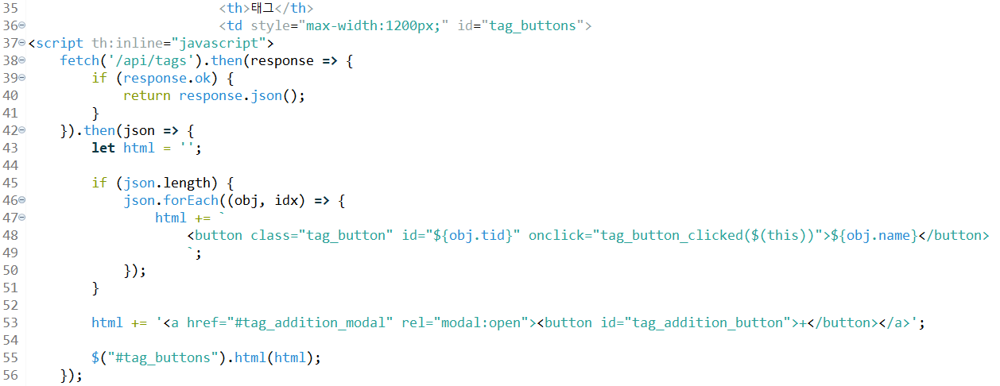 35                         <th>태그</th>
36                         <td style="max-width:1200px;" id="tag_buttons">
37 <script th:inline="javascript">
38     fetch('/api/tags').then(response => {
39         if (response.ok) {
40             return response.json();
41         }
42     }).then(json => {
43         let html = '';
44
45         if (json.length) {
46             json.forEach((obj, idx) => {
47                 html += `
48                     <button class="tag_button" id="${obj.tid}" onclick="tag_button_clicked($(this))">${obj.name}</button>
49                     `;
50             });
51         }
52
53         html += '<a href="#tag_addition_modal" rel="modal:open"><button id="tag_addition_button">+</button></a>';
54
55         $("#tag_buttons").html(html);
56     });